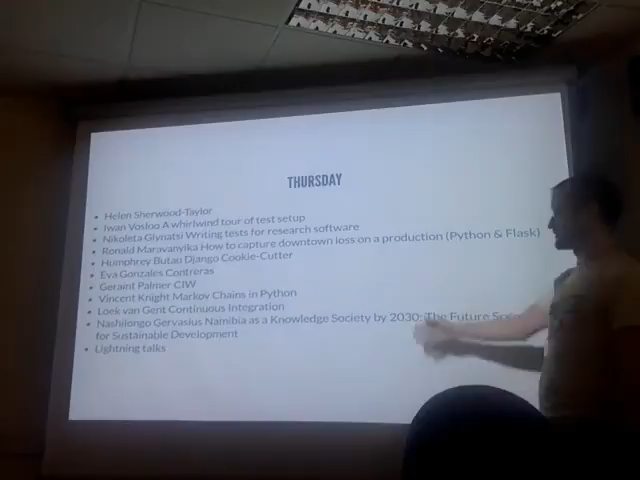 THURSDAY
• Helen Sherwood-Taylor
• Iwan Vosloo A whirlwind tour of test setup
• Nikoleta Glynatsi Writing tests for research software
• Ronald Maravanyika How to capture downtown loss on a production (Python & Flask)
• Humphrey Butau Django Cookie-Cutter
• Eva Gonzales Contreras
• Geraint Palmer CIW
• Vincent Knight Markov Chains in Python
• Loek van Gent Continuous Integration
• Nashilongo Gervasius Namibia as a Knowledge Society by 2030: The Future
for Sustainable Development
• Lightning talks